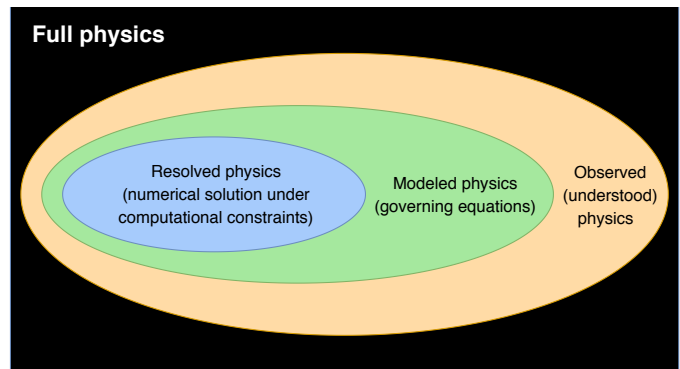 Full physics
Resolved physics
(numerical solution under
computational constraints)
Modeled physics
(governing equations)
Observed
(understood)
physics